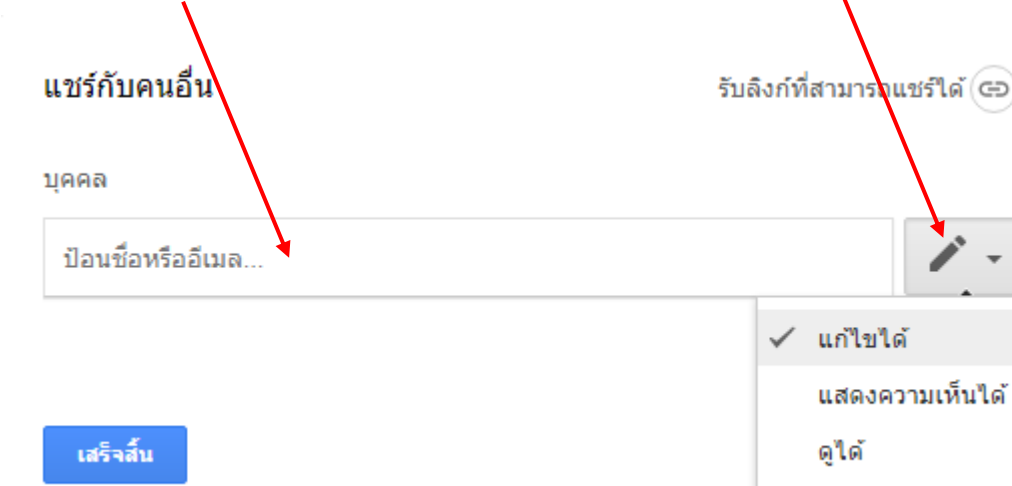 แชร์กับคนอื่น
รับลิงก์ที่สามารถแชร์ได้
บุคคล
ป้อนชื่อหรืออีเมล...
แก้ไขได้
แสดงความเห็นได้
ดูได้
เสร็จสิ้น